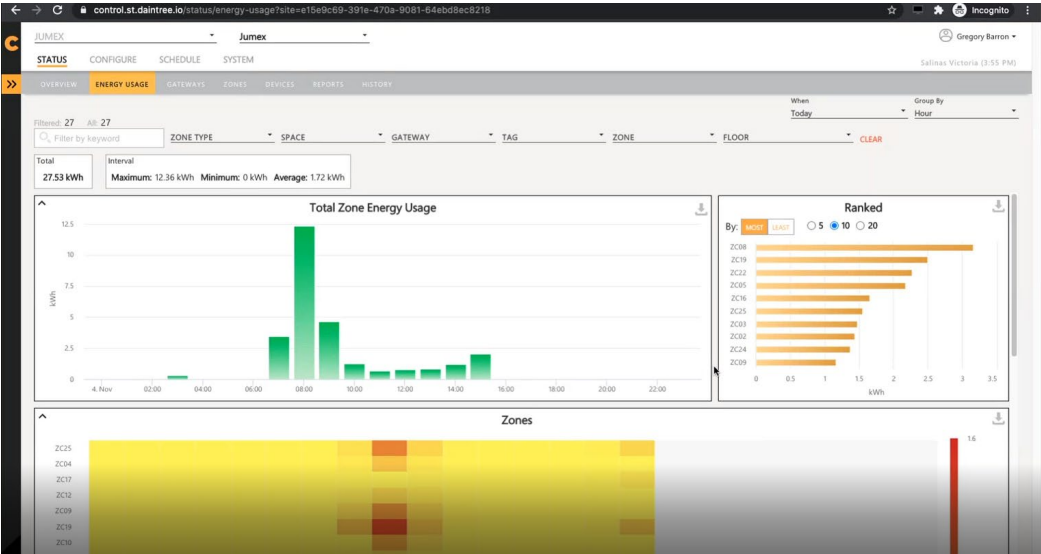 control.st.daintree.io/status/energy-usage?site=e15e9c69-391e-470a-9081-64ebd8ec8218
Incognito
C
JUMEX Jumex
Gregory Barron
STATUS CONFIGURE SCHEDULE SYSTEM
Salinas Victoria (3:55 PM)
OVERVIEW ENERGY USAGE GATEWAYS ZONES DEVICES REPORTS HISTORY
When Group By
Today Hour
Filtered: 27 All: 27
Filter by keyword ZONE TYPE SPACE GATEWAY TAG ZONE FLOOR CLEAR
Total Interval
27.53 kWh Maximum: 12.36 kWh Minimum: 0 kWh Average: 1.72 kWh
Total Zone Energy Usage
12.5
10
7.5
5
2.5
0
kWh
4. Nov 02:00 04:00 06:00 08:00 10:00 12:00 14:00 16:00 18:00 20:00 22:00
Ranked
By: MOST LEAST 5 10 20
ZC08
ZC19
ZC22
ZC05
ZC16
ZC25
ZC03
ZC02
ZC24
ZC09
0 0.5 1 1.5 2 2.5 3 3.5
kWh
Zones
ZC25
ZC04
ZC17
ZC12
ZC09
ZC19
ZC10
1.6